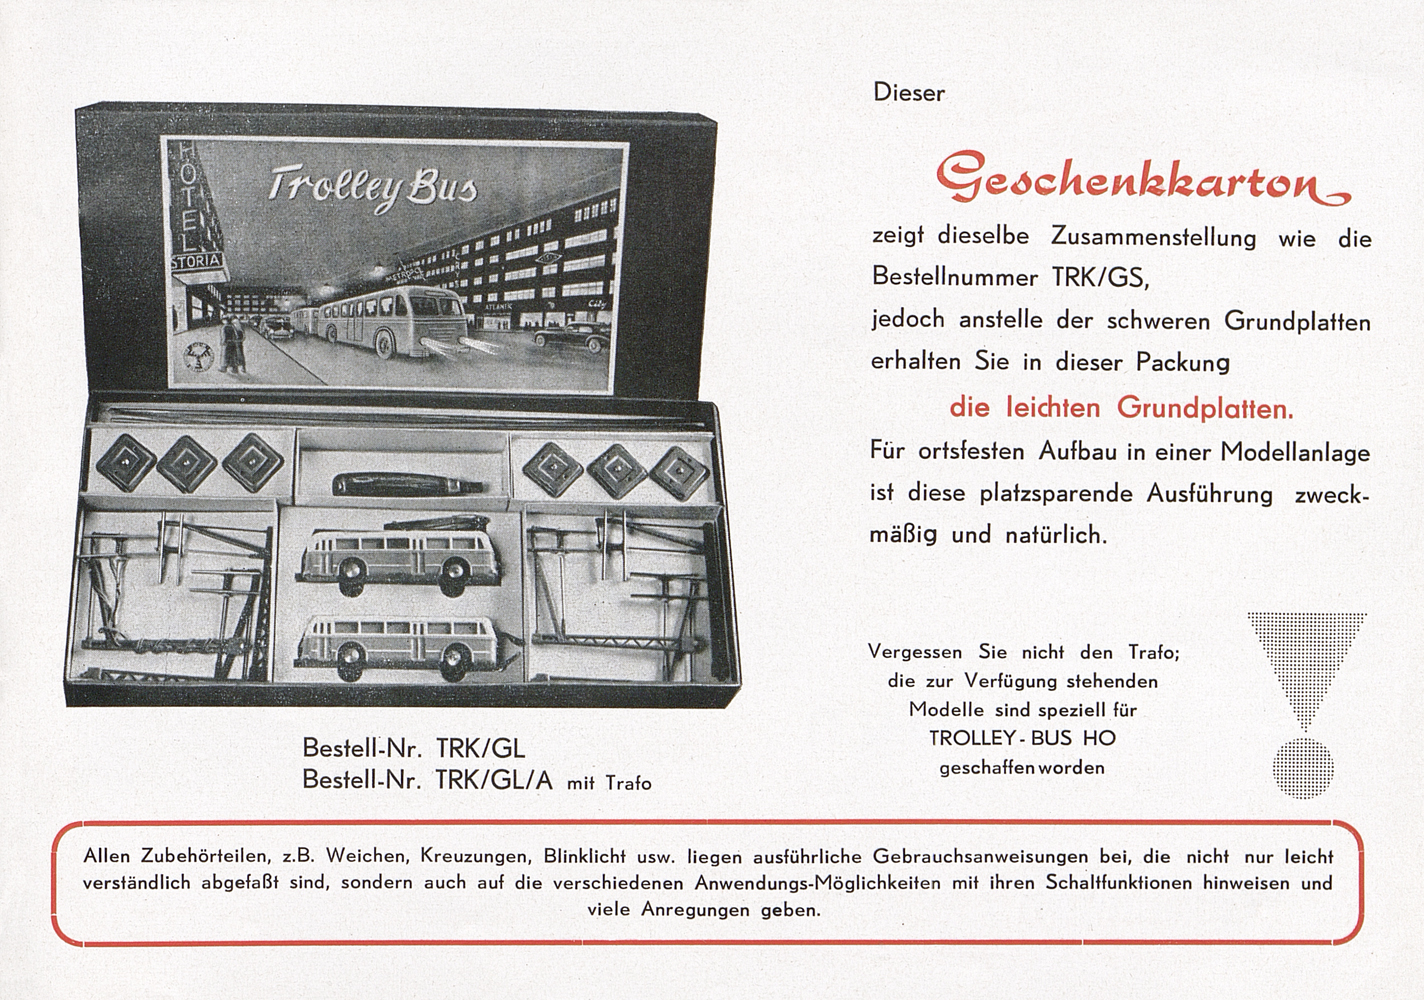 HOTEL
STORIA
Trolley Bus
METROPOL
ATLANTIC
City
Bestell-Nr. TRK/GL
Bestell-Nr. TRK/GL/A mit Trafo
Dieser
Geschenkkarton
zeigt dieselbe Zusammenstellung wie die
Bestellnummer TRK/GS,
jedoch anstelle der schweren Grundplatten
erhalten Sie in dieser Packung
die leichten Grundplatten.
Für ortsfesten Aufbau in einer Modellanlage
ist diese platzsparende Ausführung zweck-
mäßig und natürlich.
Vergessen Sie nicht den Trafo;
die zur Verfügung stehenden
Modelle sind speziell für
TROLLEY-BUS HO
geschaffen worden
Allen Zubehörteilen, z.B. Weichen, Kreuzungen, Blinklicht usw. liegen ausführliche Gebrauchsanweisungen bei, die nicht nur leicht
verständlich abgefaßt sind, sondern auch auf die verschiedenen Anwendungs-Möglichkeiten mit ihren Schaltfunktionen hinweisen und
viele Anregungen geben.